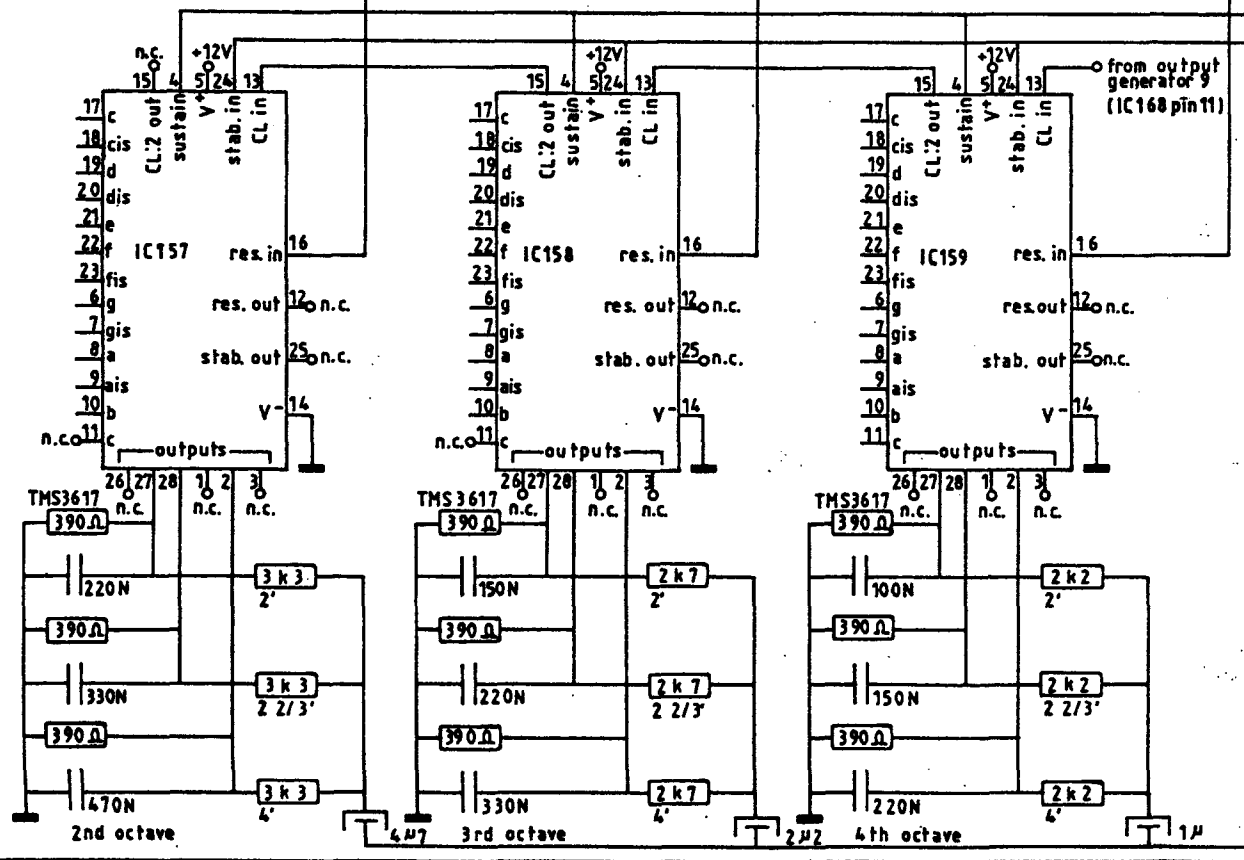 n.c. +12V
15 4 5 24 13
CL:2 out sustain V+ stab.in CL in
17 c
18 cis
19 d
20 dis
21 e
22 f
23 fis
6 g
7 gis
8 a
9 ais
10 b
n.c. 11 c
IC157
res.in 16
res.out 12 n.c.
stab.out 25 n.c.
V- 14
outputs
26 27 28 1 2 3
n.c. n.c. n.c.
TMS3617
390Ω
220N
3k3
2'
390Ω
330N
3k3
2 2/3'
390Ω
470N
3k3
4'
2nd octave
4µ7
+12V
15 4 5 24 13
CL:2 out sustain V+ stab.in CL in
17 c
18 cis
19 d
20 dis
21 e
22 f
23 fis
6 g
7 gis
8 a
9 ais
10 b
n.c. 11 c
IC158
res.in 16
res.out 12 n.c.
stab.out 25 n.c.
V- 14
outputs
26 27 28 1 2 3
n.c. n.c. n.c.
TMS3617
390Ω
150N
2k7
2'
390Ω
220N
2k7
2 2/3'
390Ω
330N
2k7
4'
3rd octave
2µ2
+12V
15 4 5 24 13
from output
generator 9
(IC168 pin 11)
CL:2 out sustain V+ stab.in CL in
17 c
18 cis
19 d
20 dis
21 e
22 f
23 fis
6 g
7 gis
8 a
9 ais
10 b
11 c
IC159
res.in 16
res.out 12 n.c.
stab.out 25 n.c.
V- 14
outputs
26 27 28 1 2 3
n.c. n.c. n.c.
TMS3617
390Ω
100N
2k2
2'
390Ω
150N
2k2
2 2/3'
390Ω
220N
2k2
4'
4th octave
1µ